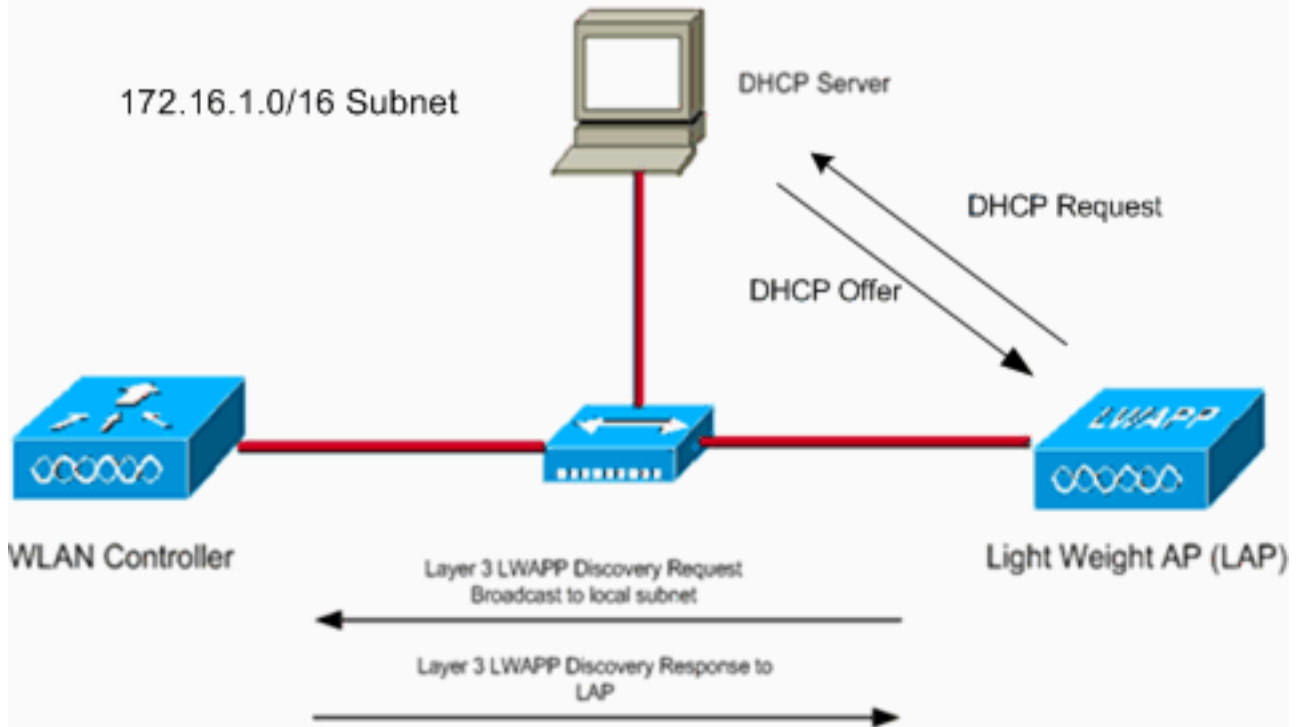 172.16.1.0/16 Subnet
DHCP Server
DHCP Request
DHCP Offer
LWAPP
WLAN Controller
Light Weight AP (LAP)
Layer 3 LWAPP Discovery Request
Broadcast to local subnet
Layer 3 LWAPP Discovery Response to
LAP